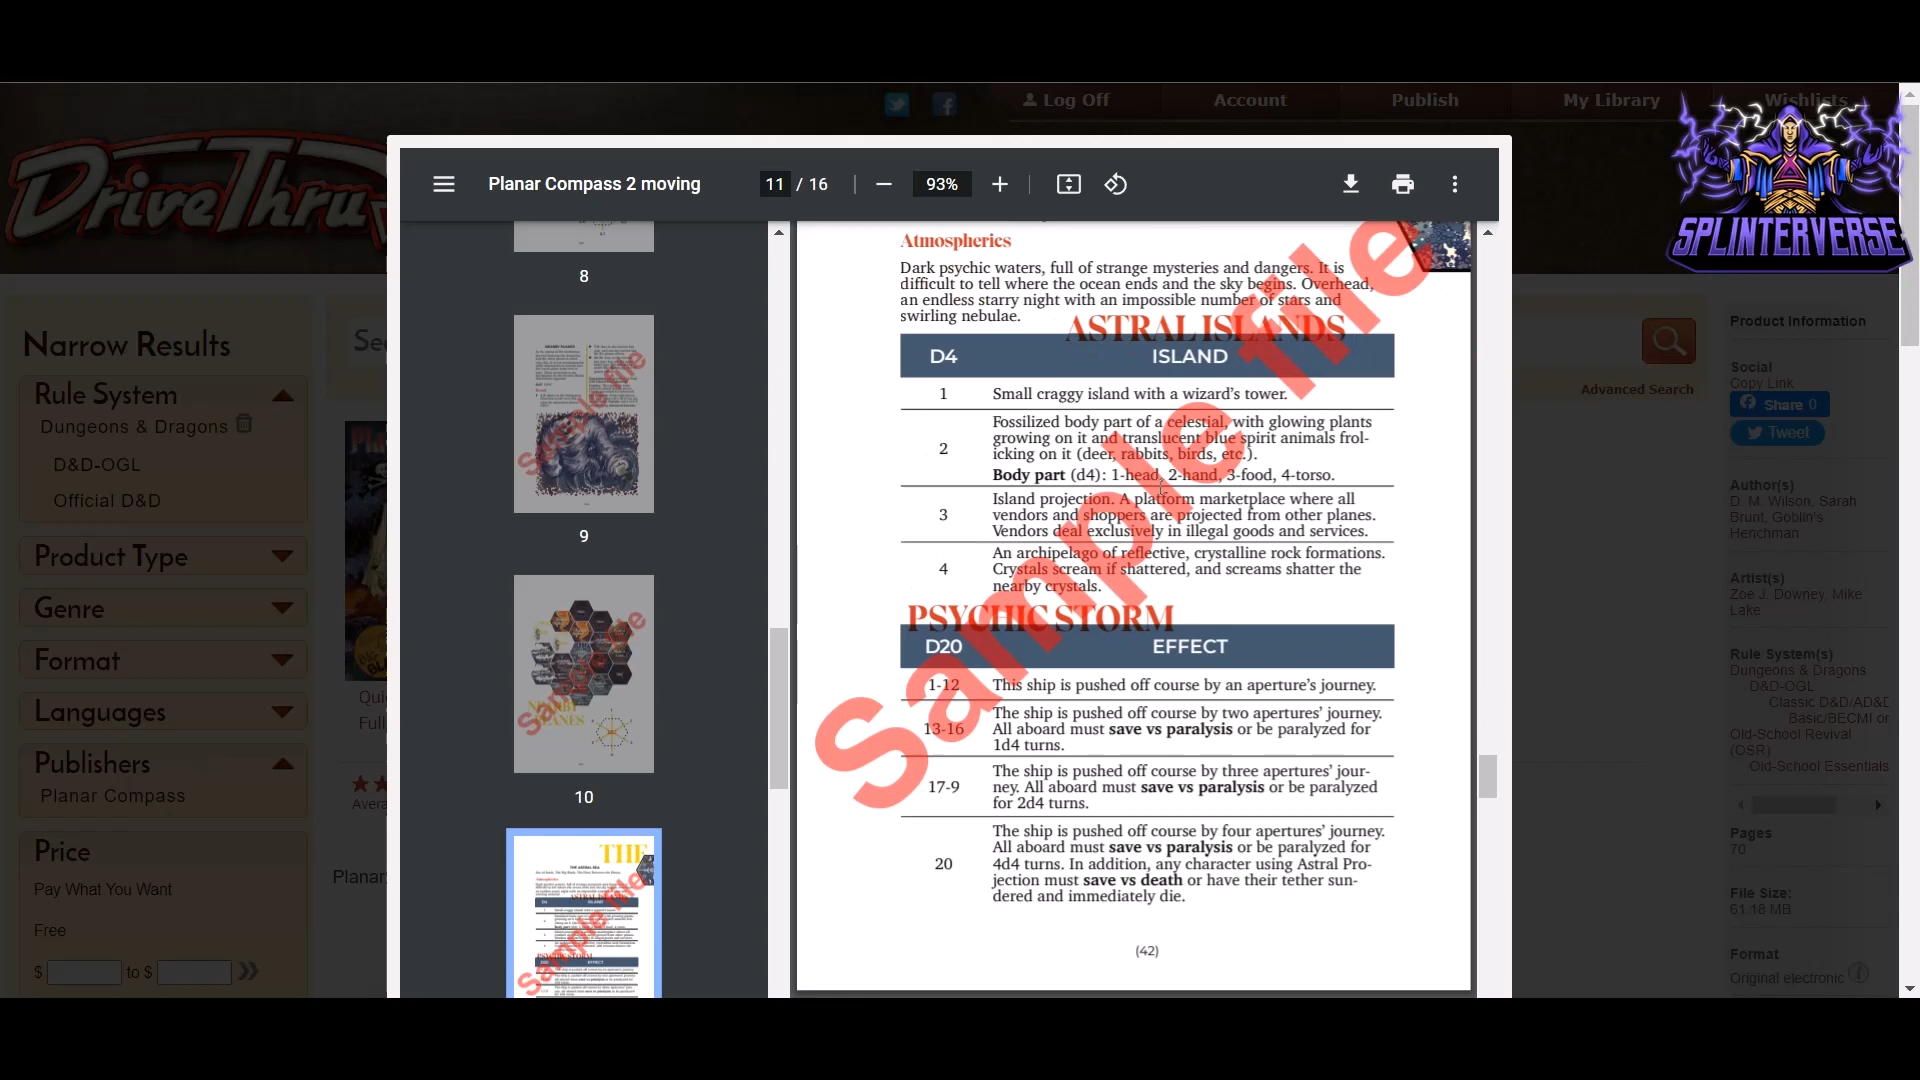 DriveThru
Log Off
Account
Publish
My Library
Wishlists
SPLINTERVERSE
Planar Compass 2 moving
11 / 16
93%
Narrow Results
Rule System
Dungeons & Dragons
D&D-OGL
Official D&D
Product Type
Genre
Format
Languages
Publishers
Planar Compass
Price
Pay What You Want
Free
$ to $
8
9
10
Atmospherics
Dark psychic waters, full of strange mysteries and dangers. It is
difficult to tell where the ocean ends and the sky begins. Overhead,
an endless starry night with an impossible number of stars and
swirling nebulae.
ASTRAL ISLANDS
D4 ISLAND
1 Small craggy island with a wizard's tower.
2 Fossilized body part of a celestial, with glowing plants
growing on it and translucent blue spirit animals frol-
icking on it (deer, rabbits, birds, etc.).
Body part (d4): 1-head, 2-hand, 3-food, 4-torso.
3 Island projection. A platform marketplace where all
vendors and shoppers are projected from other planes.
Vendors deal exclusively in illegal goods and services.
4 An archipelago of reflective, crystalline rock formations.
Crystals scream if shattered, and screams shatter the
nearby crystals.
PSYCHIC STORM
D20 EFFECT
1-12 This ship is pushed off course by an aperture's journey.
13-16 The ship is pushed off course by two apertures' journey.
All aboard must save vs paralysis or be paralyzed for
1d4 turns.
17-9 The ship is pushed off course by three apertures' jour-
ney. All aboard must save vs paralysis or be paralyzed
for 2d4 turns.
20 The ship is pushed off course by four apertures' journey.
All aboard must save vs paralysis or be paralyzed for
4d4 turns. In addition, any character using Astral Pro-
jection must save vs death or have their tether sun-
dered and immediately die.
(42)
Sample file
Advanced Search
Product Information
Social
Copy Link
Share 0
Tweet
Author(s)
D. M. Wilson, Sarah
Brunt, Goblin's
Henchman
Artist(s)
Zoe J. Downey, Mike
Lake
Rule System(s)
Dungeons & Dragons
D&D-OGL
Classic D&D/AD&D
Basic/BECMI or
Old-School Revival
(OSR)
Old-School Essentials
Pages
70
File Size:
61.18 MB
Format
Original electronic